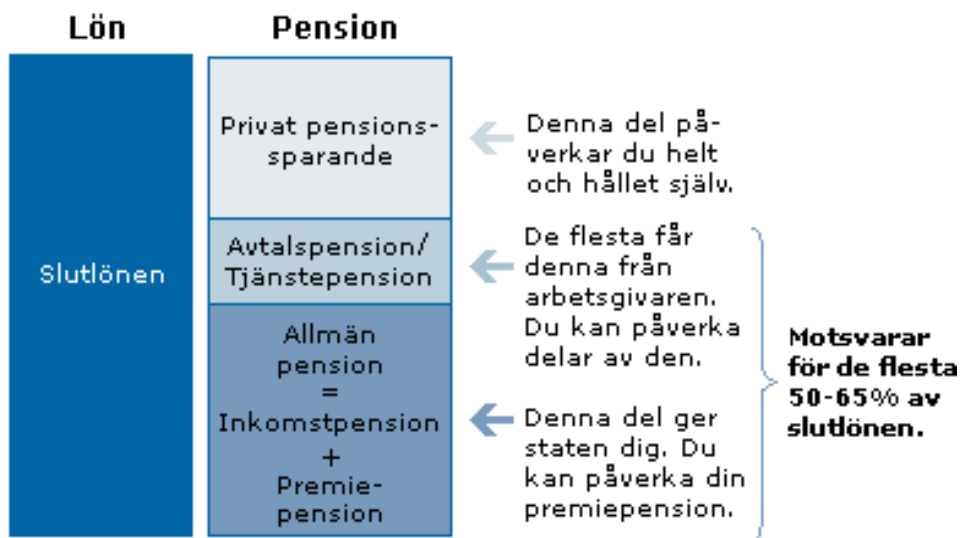 Lön
Pension
Slutlönen
Privat pensions-
sparande
Denna del på-
verkar du helt
och hållet själv.
Avtalspension/
Tjänstepension
De flesta får
denna från
arbetsgivaren.
Du kan påverka
delar av den.
Allmän
pension
=
Inkomstpension
+
Premie-
pension
Denna del ger
staten dig. Du
kan påverka din
premiepension.
Motsvarar
för de flesta
50-65% av
slutlönen.